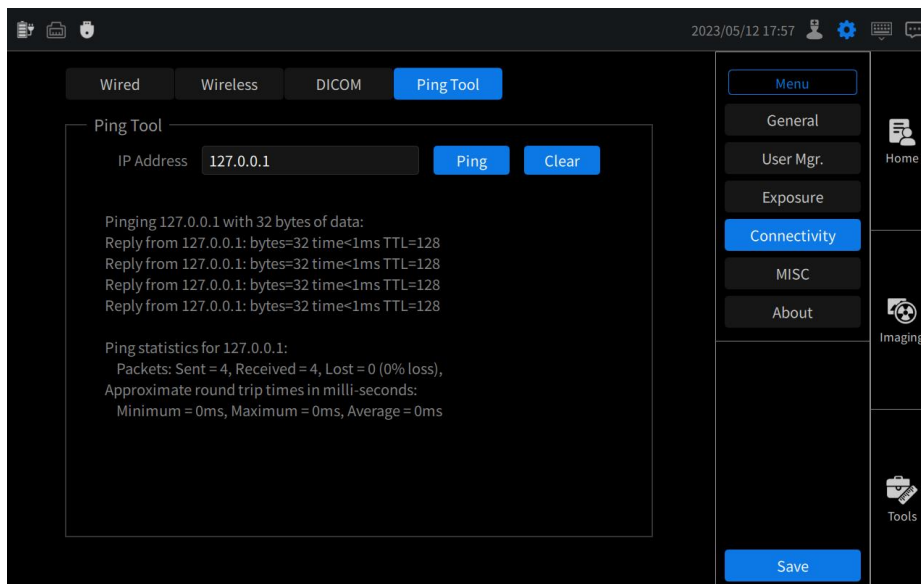 2023/05/12 17:57
Wired
Wireless
DICOM
Ping Tool
Menu
General
User Mgr.
Exposure
Connectivity
MISC
About
Save
Home
Imaging
Tools
Ping Tool
IP Address
127.0.0.1
Ping
Clear
Pinging 127.0.0.1 with 32 bytes of data:
Reply from 127.0.0.1: bytes=32 time<1ms TTL=128
Reply from 127.0.0.1: bytes=32 time<1ms TTL=128
Reply from 127.0.0.1: bytes=32 time<1ms TTL=128
Reply from 127.0.0.1: bytes=32 time<1ms TTL=128
Ping statistics for 127.0.0.1:
Packets: Sent = 4, Received = 4, Lost = 0 (0% loss),
Approximate round trip times in milli-seconds:
Minimum = 0ms, Maximum = 0ms, Average = 0ms